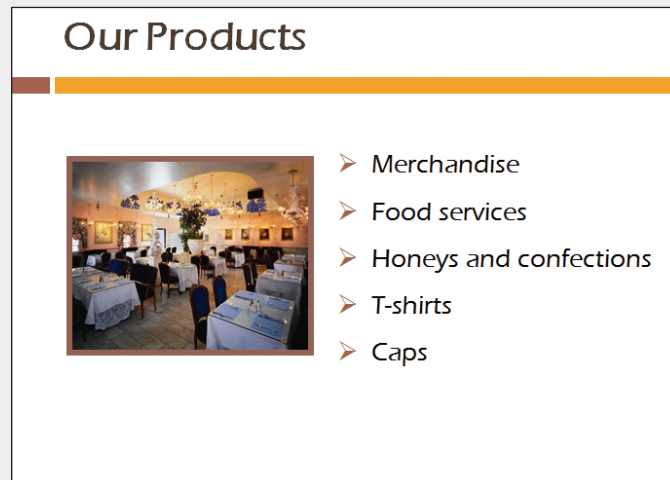 Our Products
Merchandise
Food services
Honeys and confections
T-shirts
Caps